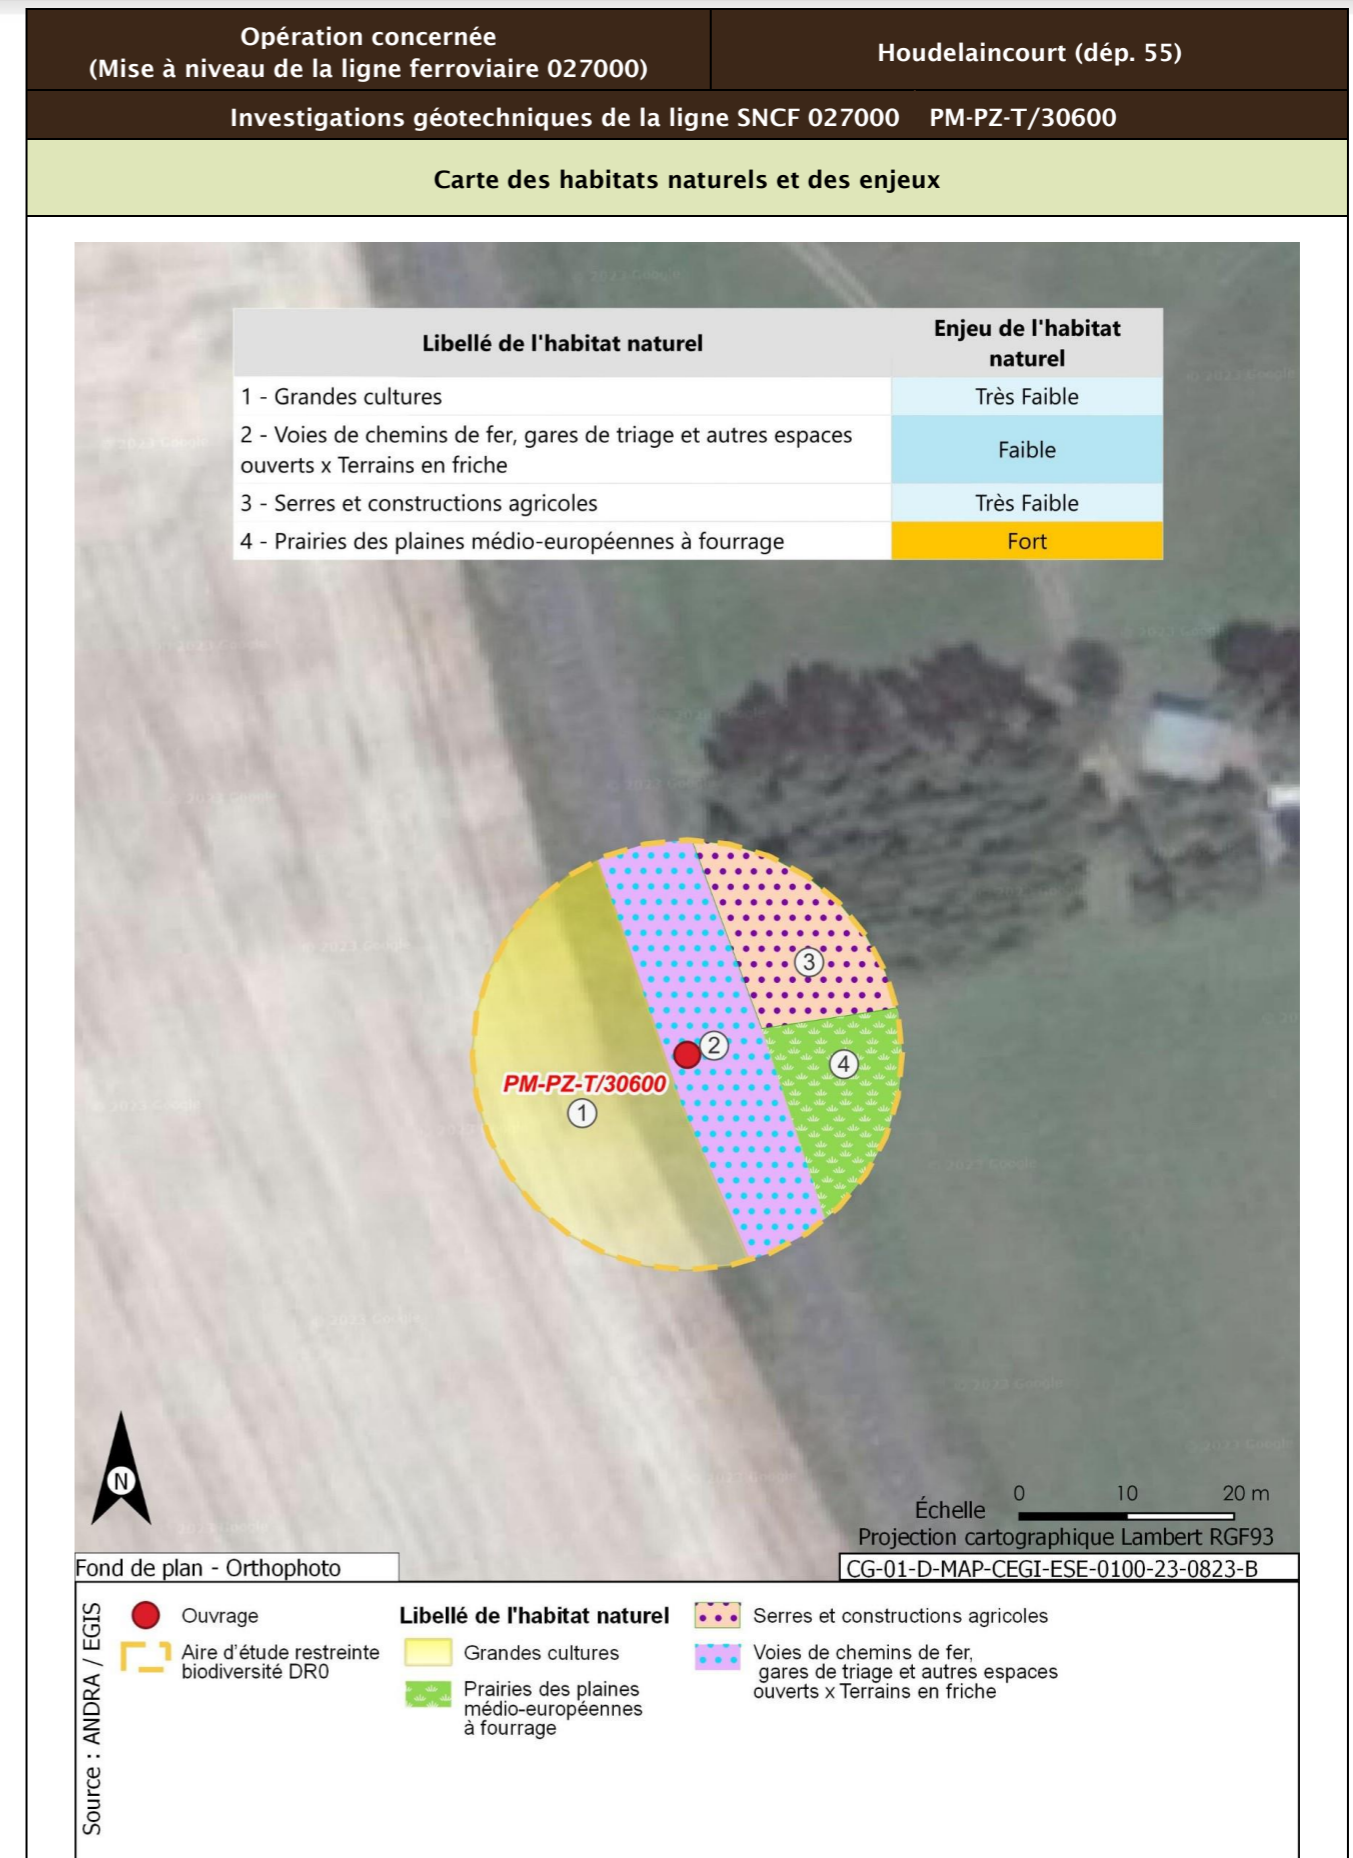 Opération concernée
(Mise à niveau de la ligne ferroviaire 027000)
Houdelaincourt (dép. 55)
Investigations géotechniques de la ligne SNCF 027000 PM-PZ-T/30600
Carte des habitats naturels et des enjeux
Libellé de l'habitat naturel
Enjeu de l'habitat
naturel
1 - Grandes cultures
Très Faible
2 - Voies de chemins de fer, gares de triage et autres espaces
ouverts x Terrains en friche
Faible
3 - Serres et constructions agricoles
Très Faible
4 - Prairies des plaines médio-européennes à fourrage
Fort
3
2
4
PM-PZ-T/30600
1
N
0 10 20 m
Échelle
Projection cartographique Lambert RGF93
Fond de plan - Orthophoto
CG-01-D-MAP-CEGI-ESE-0100-23-0823-B
Source : ANDRA / EGIS
Ouvrage
Aire d'étude restreinte
biodiversité DR0
Libellé de l'habitat naturel
Grandes cultures
Prairies des plaines
médio-européennes
à fourrage
Serres et constructions agricoles
Voies de chemins de fer,
gares de triage et autres espaces
ouverts x Terrains en friche